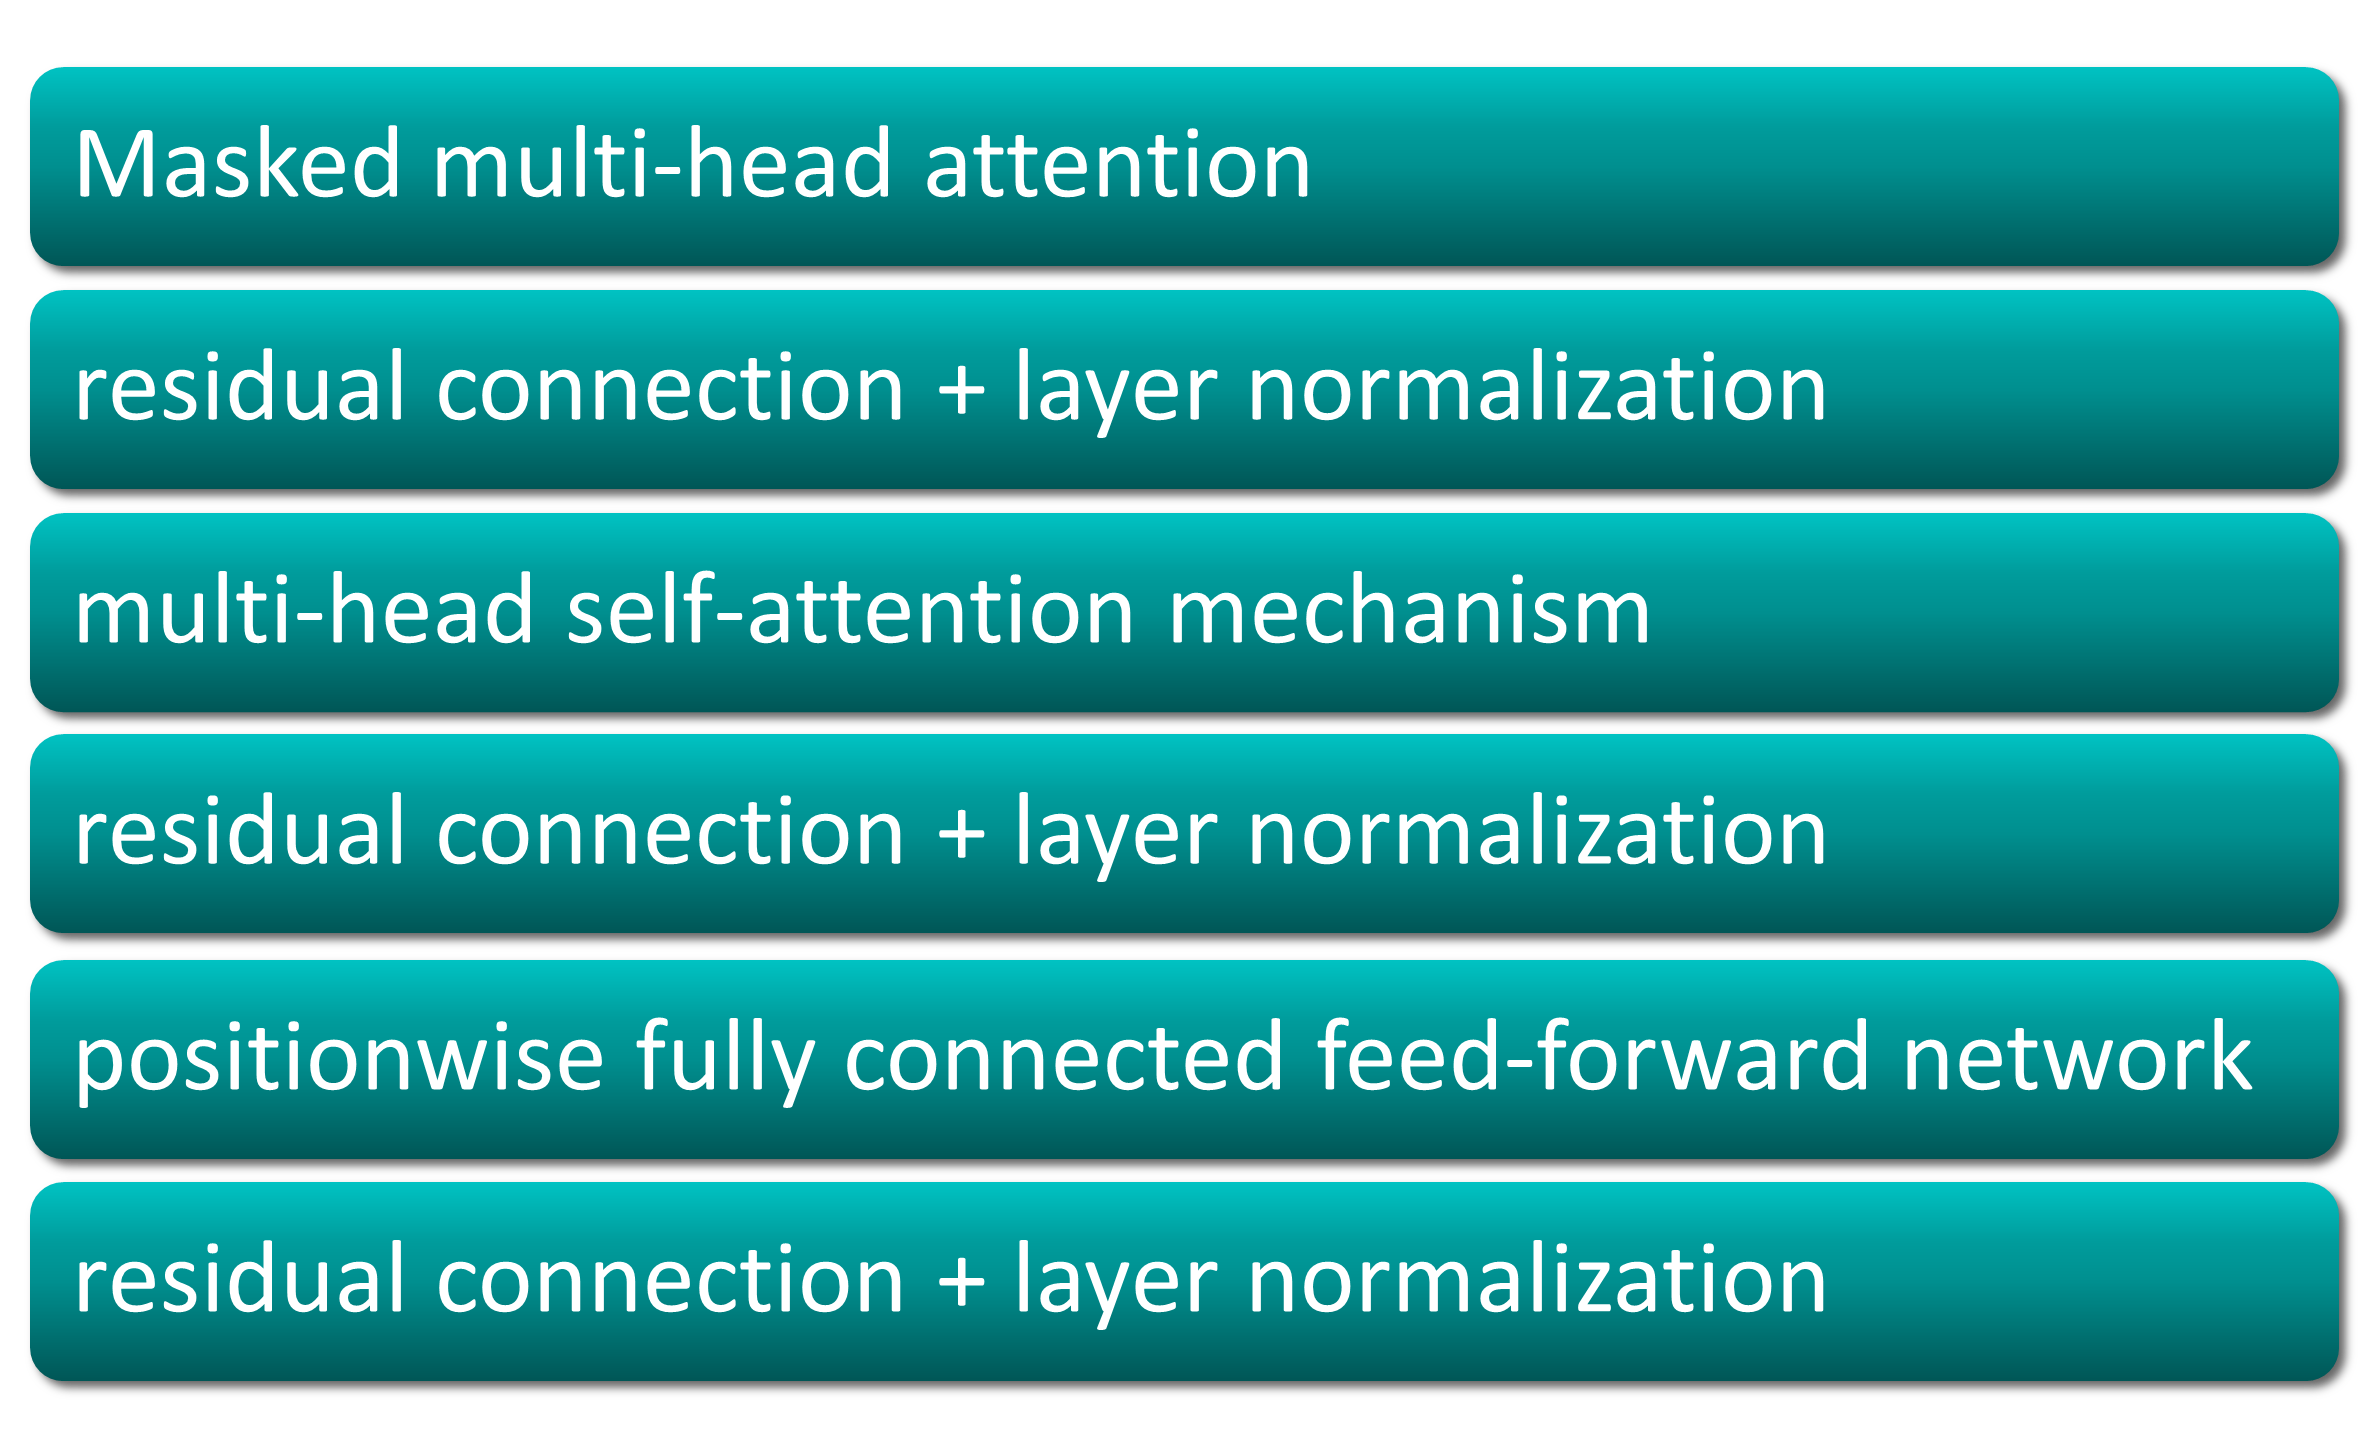 Masked multi-head attention
residual connection + layer normalization
multi-head self-attention mechanism
residual connection + layer normalization
positionwise fully connected feed-forward network
residual connection + layer normalization